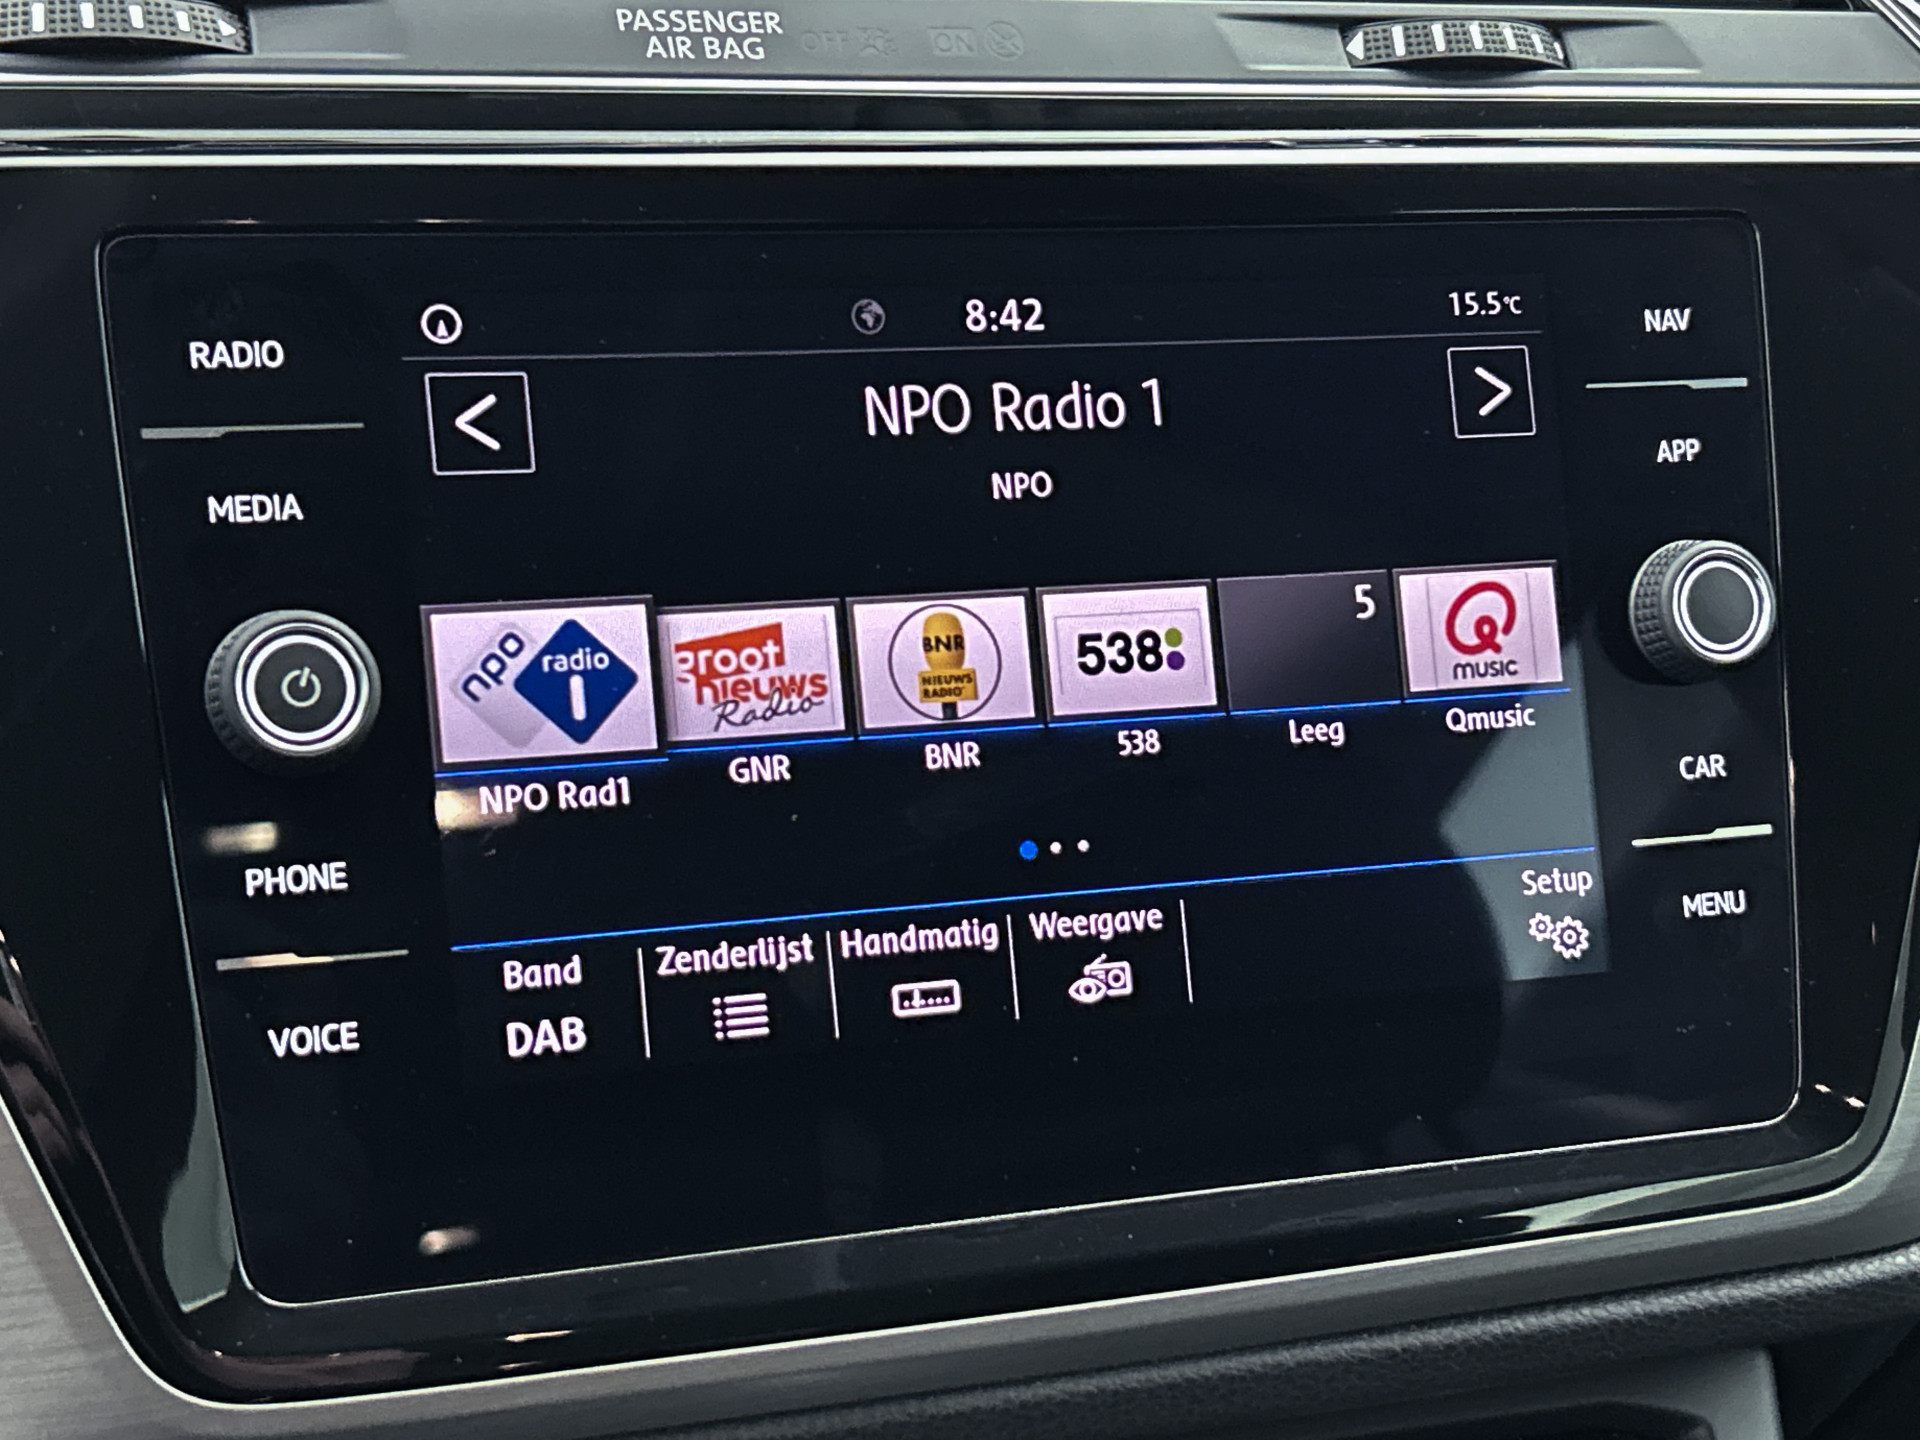 PASSENGER
AIR BAG OFF ON
RADIO
MEDIA
PHONE
VOICE
8:42
15.5°C
<
NPO Radio 1
>
NPO
npo radio 1
groot
nieuws
Radio
BNR
NIEUWS
RADIO
538
5
Q
music
NPO Rad1
GNR
BNR
538
Leeg
Qmusic
Band
DAB
Zenderlijst
Handmatig
Weergave
Setup
NAV
APP
CAR
MENU